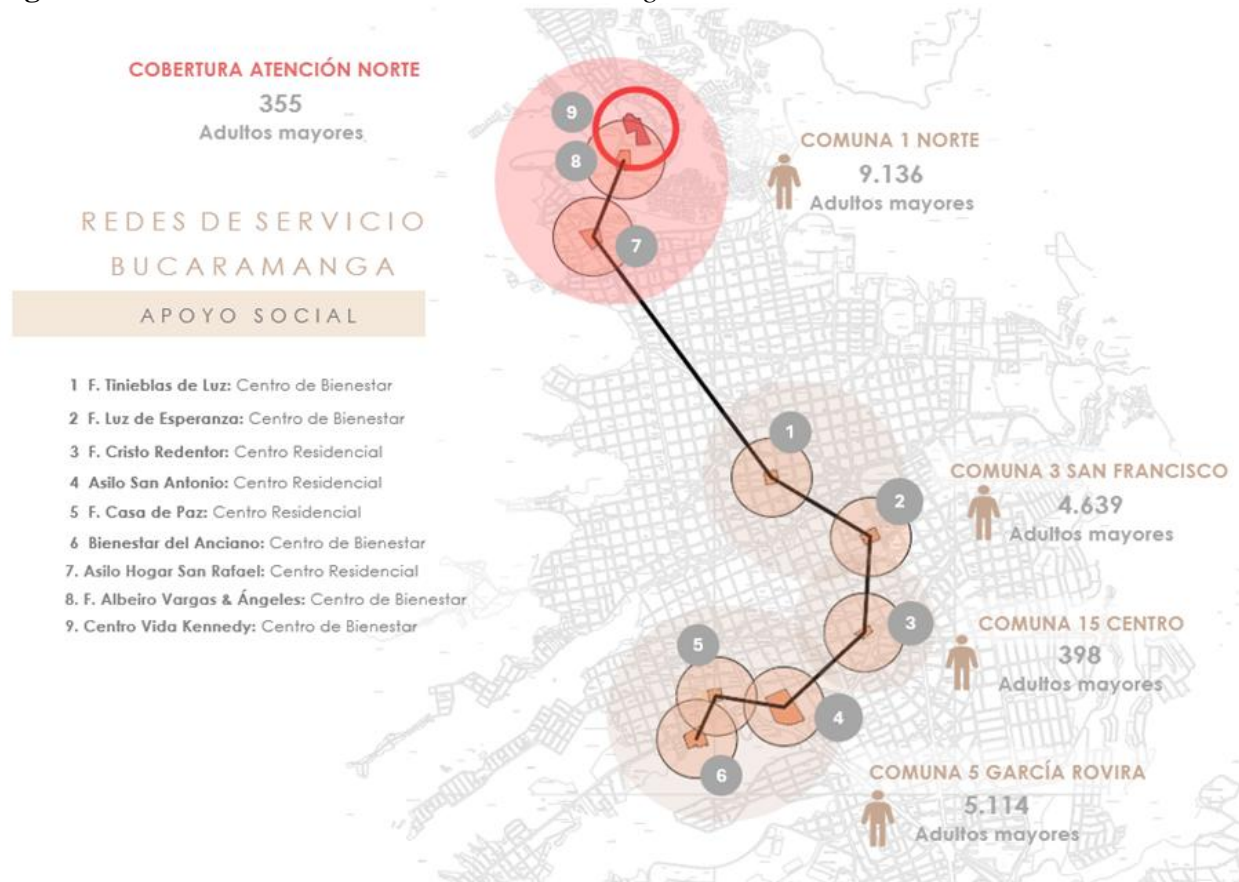 COBERTURA ATENCIÓN NORTE
355
Adultos mayores
REDES DE SERVICIO
BUCARAMANGA
APOYO SOCIAL
1 F. Tinieblas de Luz: Centro de Bienestar
2 F. Luz de Esperanza: Centro de Bienestar
3 F. Cristo Redentor: Centro Residencial
4 Asilo San Antonio: Centro Residencial
5 F. Casa de Paz: Centro Residencial
6 Bienestar del Anciano: Centro de Bienestar
7. Asilo Hogar San Rafael: Centro Residencial
8. F. Albeiro Vargas & Ángeles: Centro de Bienestar
9. Centro Vida Kennedy: Centro de Bienestar
9
8
7
1
2
3
5
4
6
COMUNA 1 NORTE
9.136
Adultos mayores
COMUNA 3 SAN FRANCISCO
4.639
Adultos mayores
COMUNA 15 CENTRO
398
Adultos mayores
COMUNA 5 GARCÍA ROVIRA
5.114
Adultos mayores